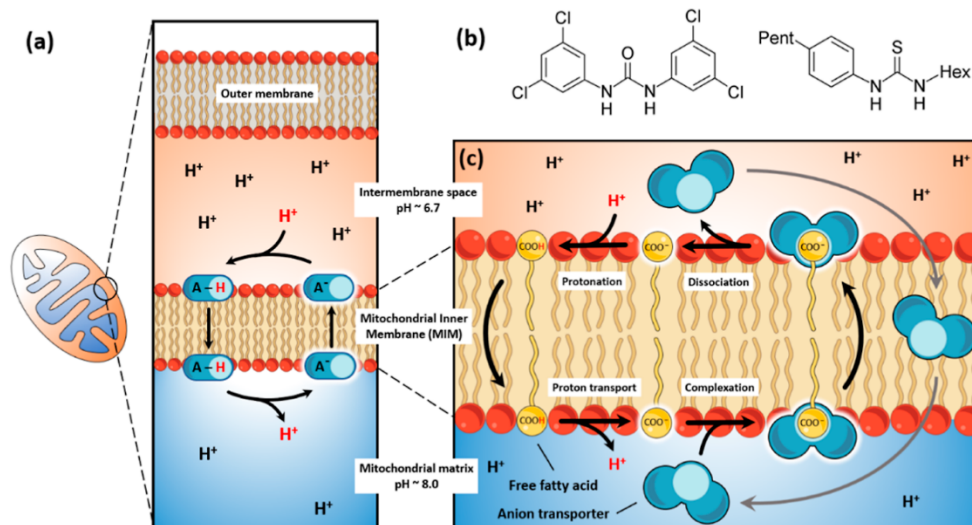 (a)
Outer membrane
H⁺ H⁺
H⁺ H⁺
H⁺ H⁺
H⁺
A – H A⁻
A – H A⁻
H⁺
H⁺
H⁺
Intermembrane space
pH ~ 6.7
Mitochondrial Inner
Membrane (MIM)
Mitochondrial matrix
pH ~ 8.0
(b)
Cl Cl
O
Cl N N Cl
H H
Pent
S
N N Hex
H H
(c)
H⁺ H⁺ H⁺
H⁺ H⁺ H⁺
COOH COO⁻ COO⁻
Protonation Dissociation
Proton transport Complexation
COOH COO⁻ COO⁻
H⁺ H⁺ H⁺
Free fatty acid
Anion transporter